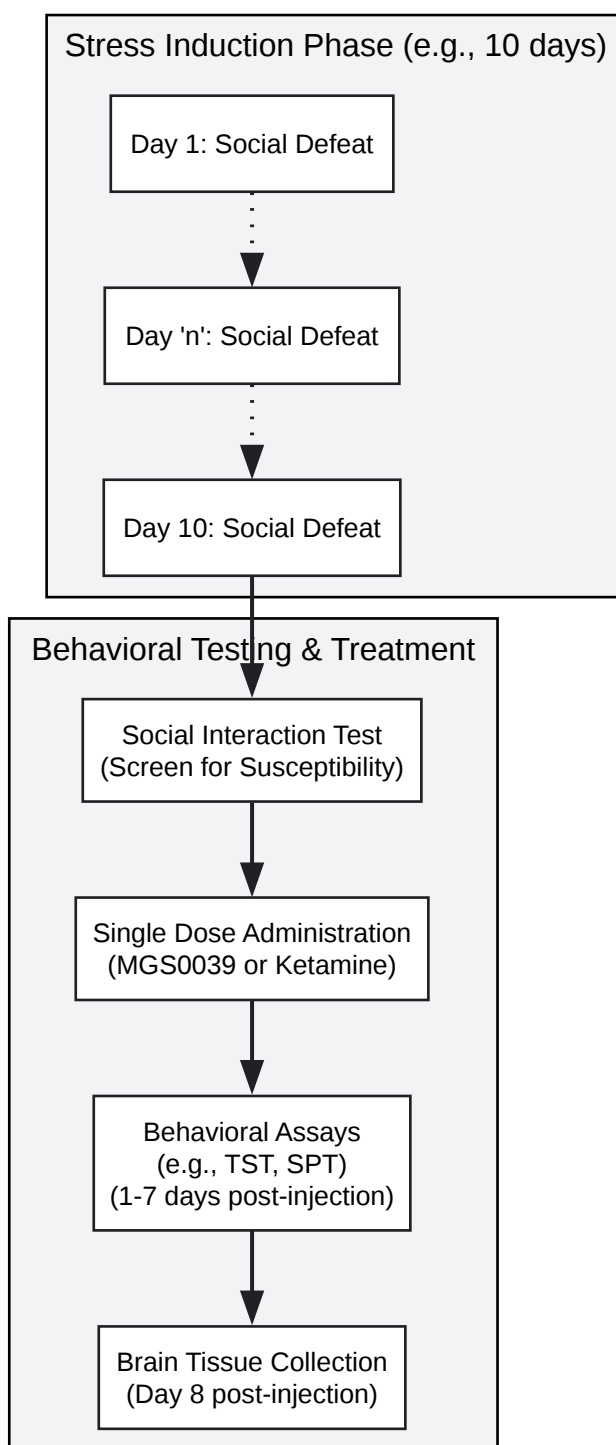 Stress Induction Phase (e.g., 10 days)
Day 1: Social Defeat
Day 'n': Social Defeat
Day 10: Social Defeat
Behavioral Testing & Treatment
Social Interaction Test
(Screen for Susceptibility)
Single Dose Administration
(MGS0039 or Ketamine)
Behavioral Assays
(e.g., TST, SPT)
(1-7 days post-injection)
Brain Tissue Collection
(Day 8 post-injection)